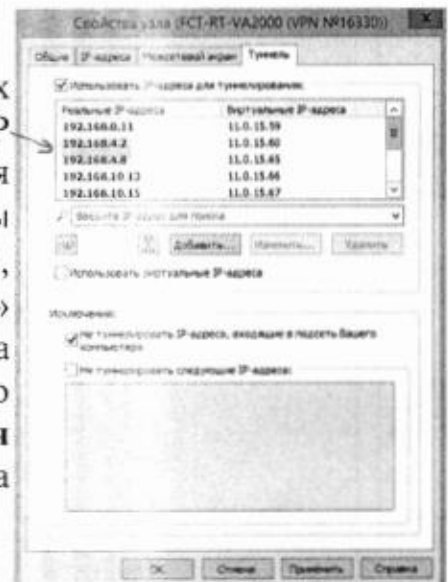 Свойства узла (FCT-RT-VA2000 (VPN №16330))
Общие IP-адреса Межсетевой экран Туннель
х
Использовать IP-адреса для туннелирования:
Реальные IP-адреса Виртуальные IP-адреса
192.168.0.11 11.0.15.59
192.168.4.2 11.0.15.60
я
192.168.4.8 11.0.15.65
192.168.10.12 11.0.15.66
ы
192.168.10.15 11.0.15.67
Введите IP-адрес для поиска
,
Добавить... Изменить... Удалить
»
Использовать виртуальные IP-адреса
а
Исключения:
о
Не туннелировать IP-адреса, входящие в подсеть Вашего
компьютера
я
Не туннелировать следующие IP-адреса:
а
OK Отмена Применить Справка